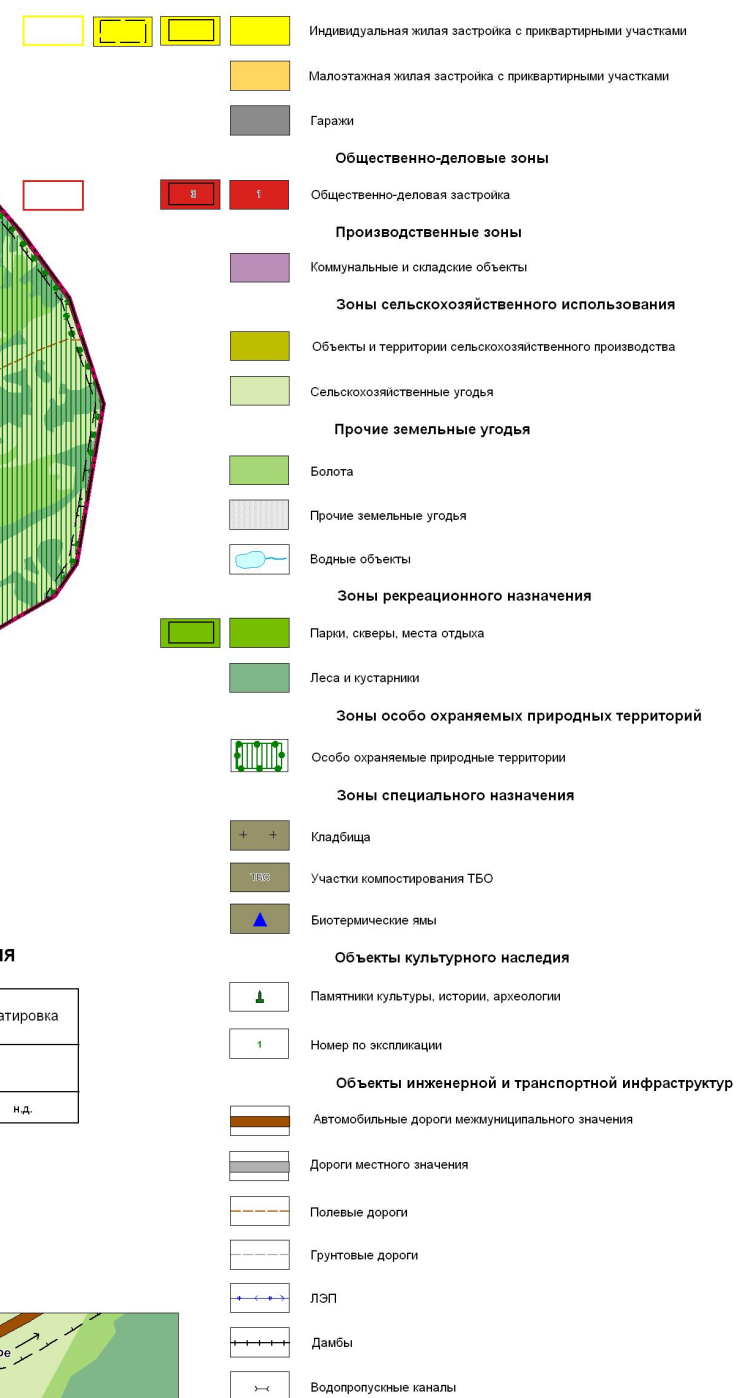 Индивидуальная жилая застройка с приквартирными участками
Малоэтажная жилая застройка с приквартирными участками
Гаражи
Общественно-деловые зоны
3 1 Общественно-деловая застройка
Производственные зоны
Коммунальные и складские объекты
Зоны сельскохозяйственного использования
Объекты и территории сельскохозяйственного производства
Сельскохозяйственные угодья
Прочие земельные угодья
Болота
Прочие земельные угодья
Водные объекты
Зоны рекреационного назначения
Парки, скверы, места отдыха
Леса и кустарники
Зоны особо охраняемых природных территорий
Особо охраняемые природные территории
Зоны специального назначения
Кладбища
ТБО Участки компостирования ТБО
Биотермические ямы
ия
Объекты культурного наследия
Памятники культуры, истории, археологии
атировка
1 Номер по экспликации
Объекты инженерной и транспортной инфраструктур
н.д.
Автомобильные дороги межмуниципального значения
Дороги местного значения
Полевые дороги
Грунтовые дороги
ЛЭП
Дамбы
ре
Водопропускные каналы